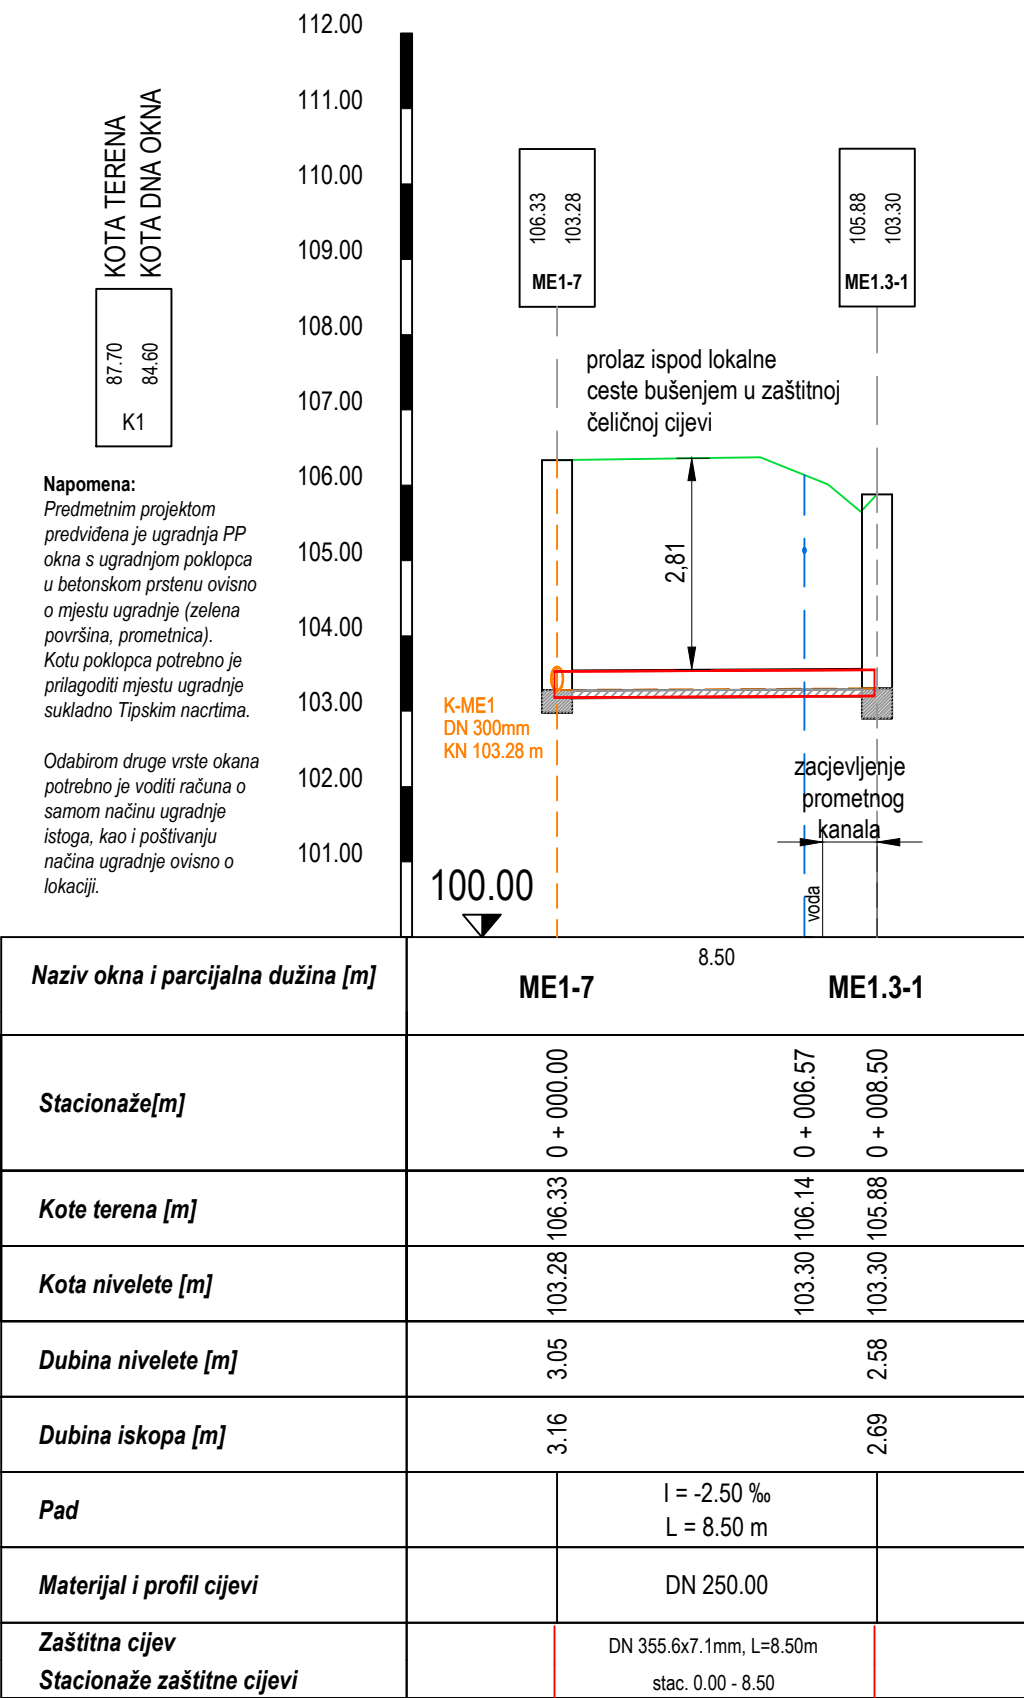 112.00
111.00
110.00
109.00
108.00
107.00
106.00
105.00
104.00
103.00
102.00
101.00
100.00
KOTA TERENA
KOTA DNA OKNA
87.70
84.60
K1
Napomena:
Predmetnim projektom
predviđena je ugradnja PP
okna s ugradnjom poklopca
u betonskom prstenu ovisno
o mjestu ugradnje (zelena
površina, prometnica).
Kotu poklopca potrebno je
prilagoditi mjestu ugradnje
sukladno Tipskim nacrtima.
Odabirom druge vrste okana
potrebno je voditi računa o
samom načinu ugradnje
istoga, kao i poštivanju
načina ugradnje ovisno o
lokaciji.
106.33
103.28
ME1-7
105.88
103.30
ME1.3-1
prolaz ispod lokalne
ceste bušenjem u zaštitnoj
čeličnoj cijevi
2,81
K-ME1
DN 300mm
KN 103.28 m
zacjevljenje
prometnog
kanala
voda
Naziv okna i parcijalna dužina [m]
8.50
ME1-7 ME1.3-1
Stacionaže[m]
0 + 000.00
0 + 006.57
0 + 008.50
Kote terena [m]
106.33
106.14
105.88
Kota nivelete [m]
103.28
103.30
103.30
Dubina nivelete [m]
3.05
2.58
Dubina iskopa [m]
3.16
2.69
Pad
I = -2.50 ‰
L = 8.50 m
Materijal i profil cijevi
DN 250.00
Zaštitna cijev
DN 355.6x7.1mm, L=8.50m
Stacionaže zaštitne cijevi
stac. 0.00 - 8.50